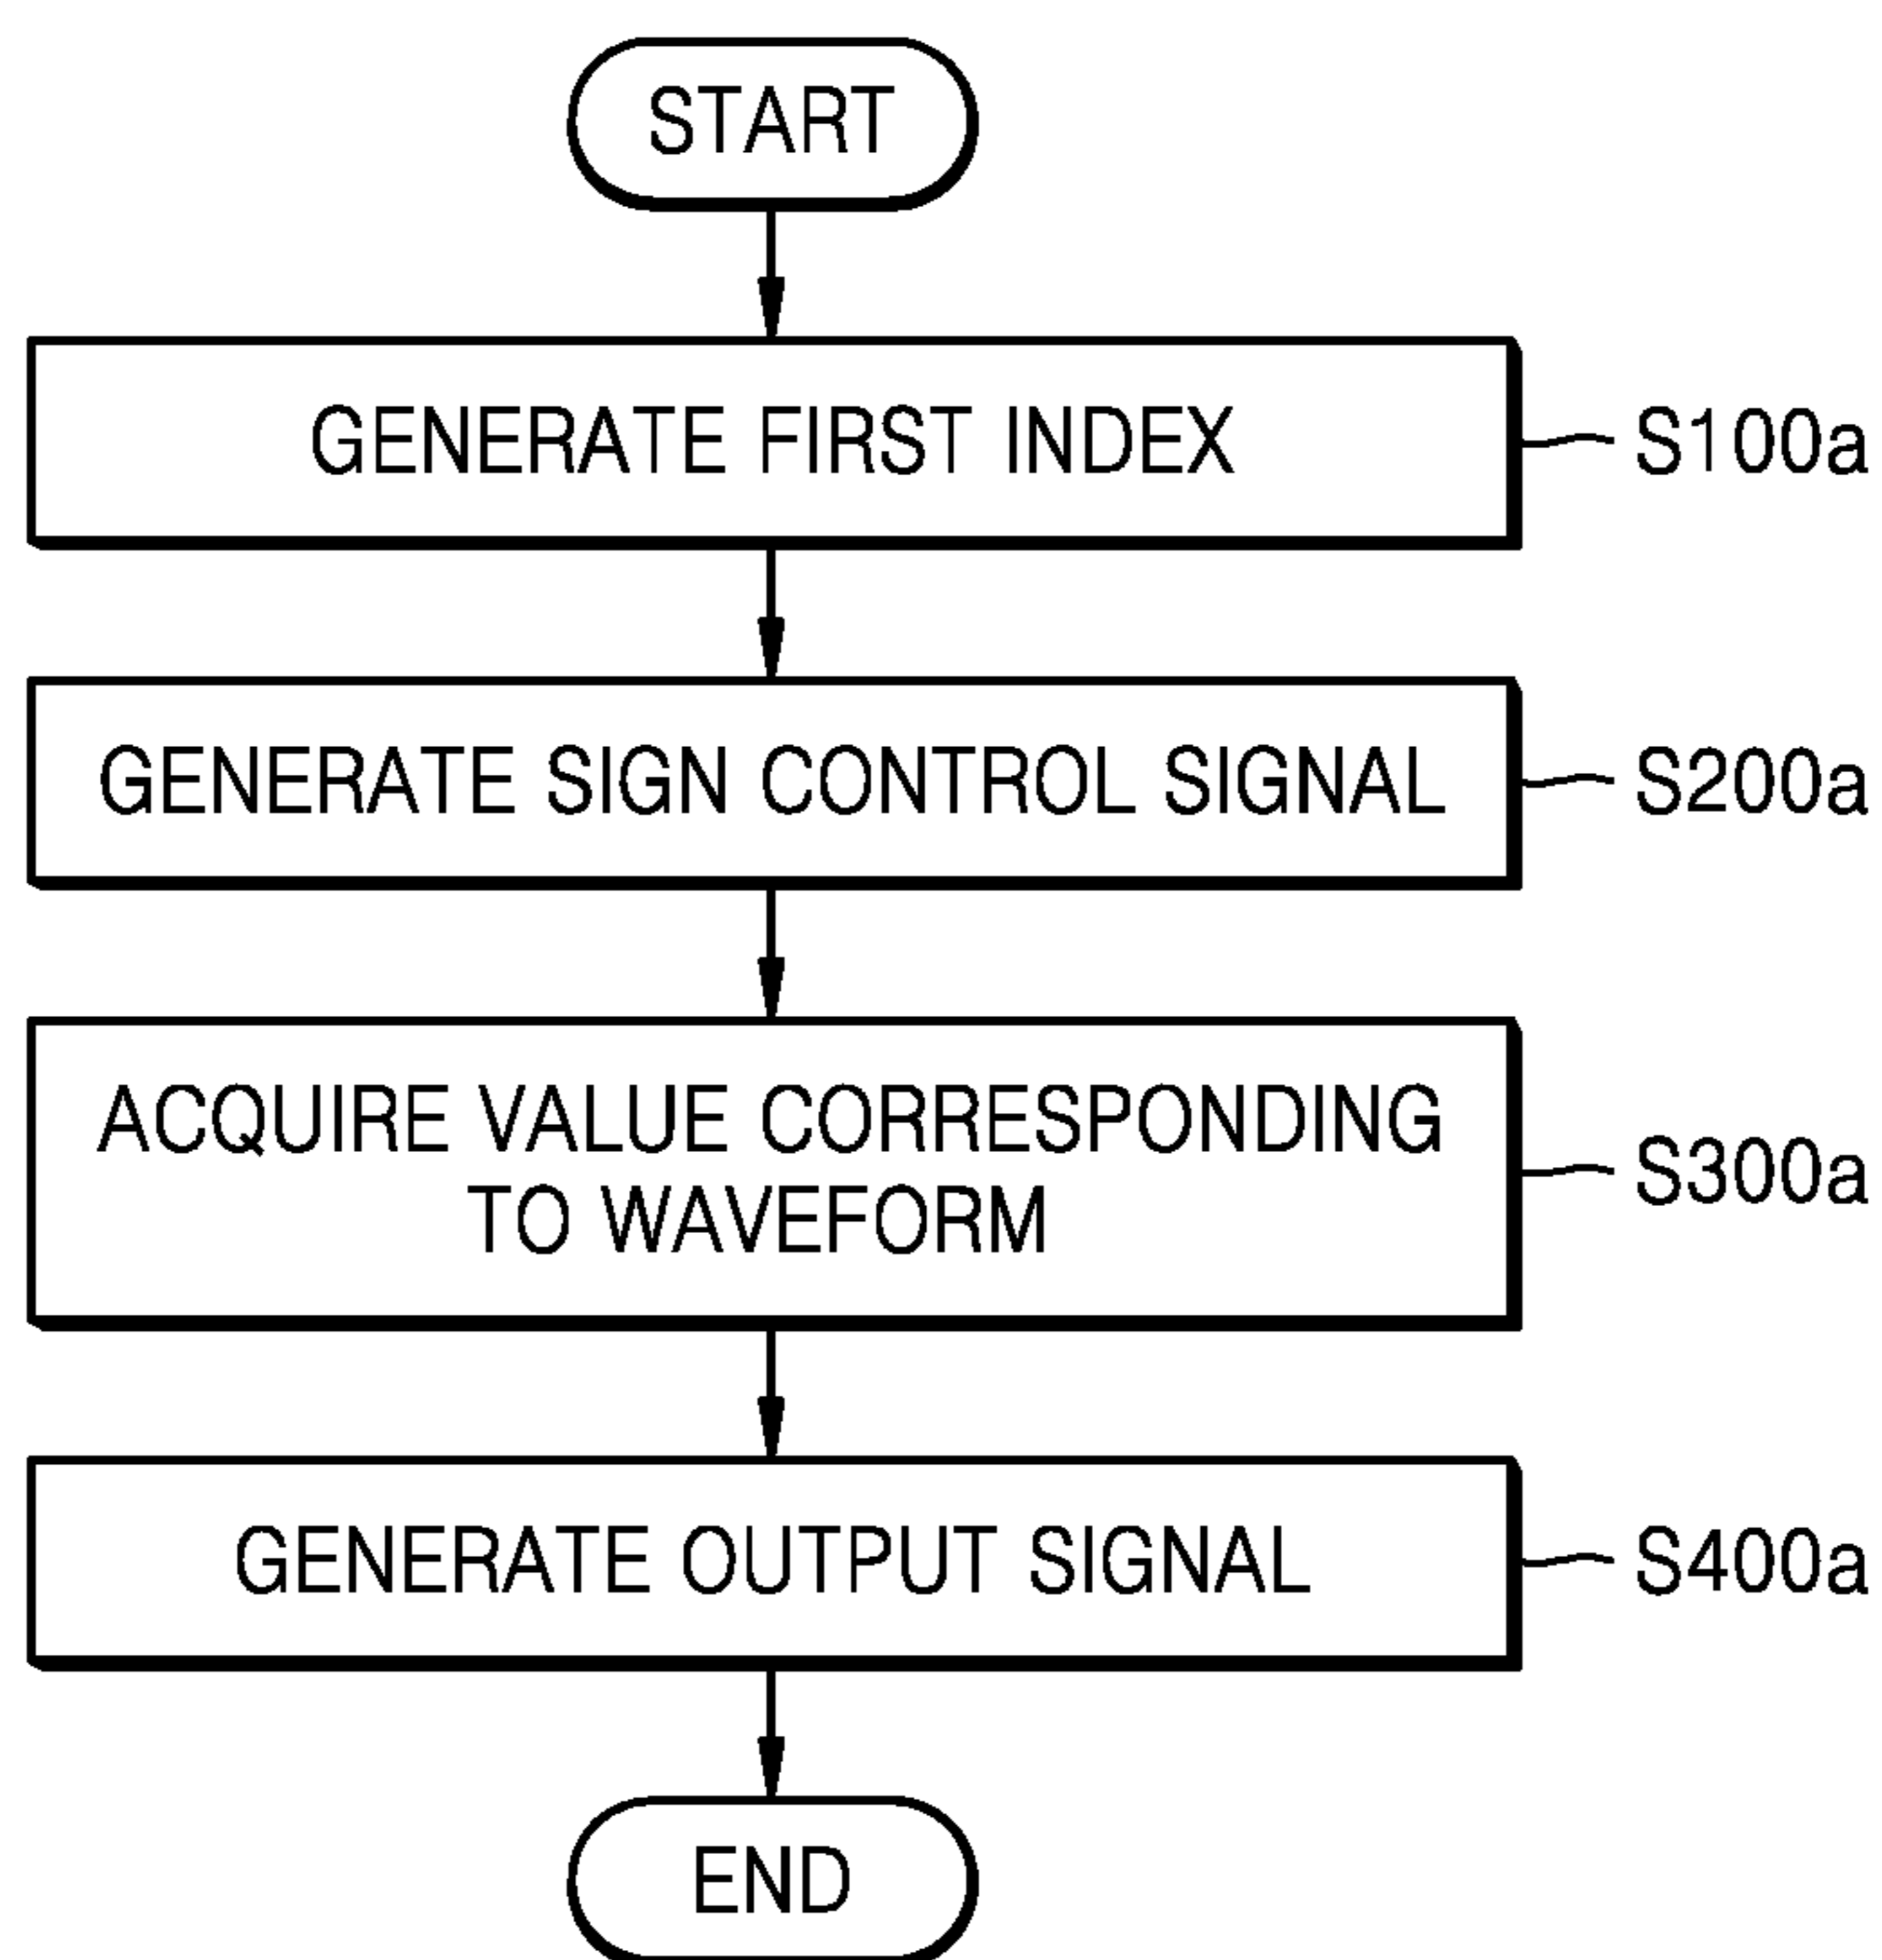 START
GENERATE FIRST INDEX
S100a
GENERATE SIGN CONTROL SIGNAL
S200a
ACQUIRE VALUE CORRESPONDING
TO WAVEFORM
S300a
GENERATE OUTPUT SIGNAL
S400a
END